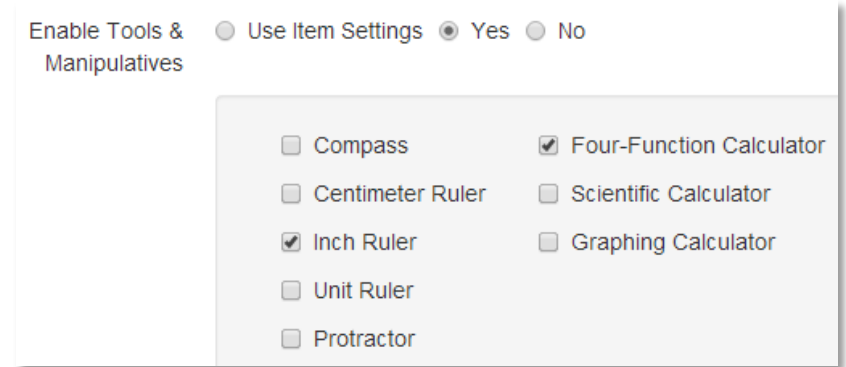 Enable Tools & Use Item Settings Yes No
Manipulatives
Compass Four-Function Calculator
Centimeter Ruler Scientific Calculator
Inch Ruler Graphing Calculator
Unit Ruler
Protractor